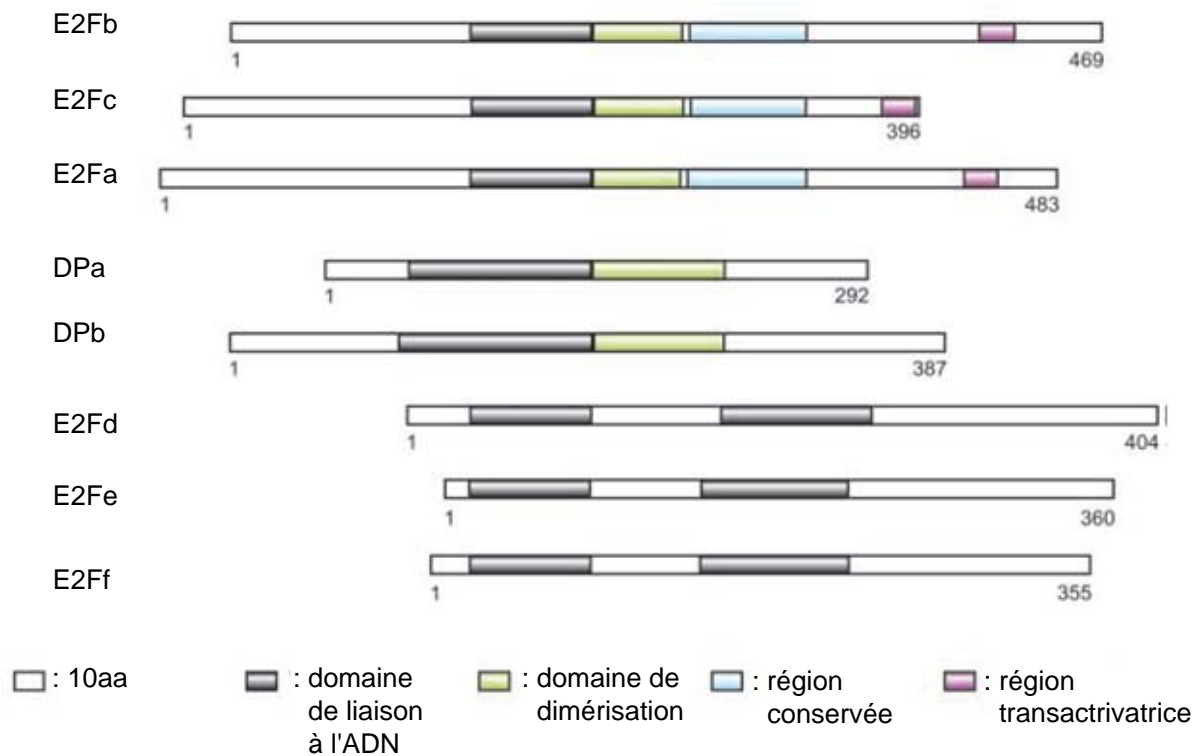 E2Fb
1 469
E2Fc
1 396
E2Fa
1 483
DPa
1 292
DPb
1 387
E2Fd
1 404
E2Fe
1 360
E2Ff
1 355
: 10aa
: domaine
de liaison
à l'ADN
: domaine de
dimérisation
: région
conservée
: région
transactrivatrice